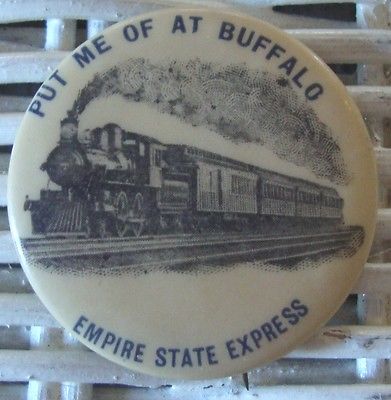 PUT ME OF AT BUFFALO
EMPIRE STATE EXPRESS